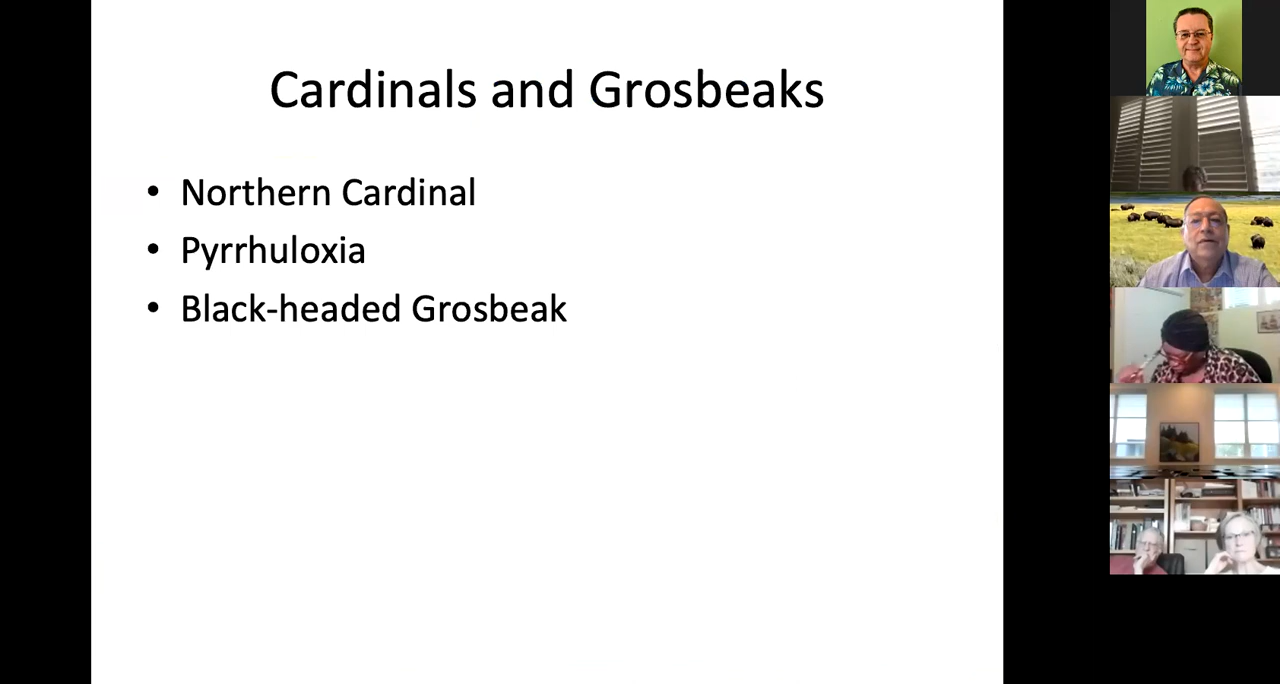 Cardinals and Grosbeaks
• Northern Cardinal
• Pyrrhuloxia
• Black-headed Grosbeak